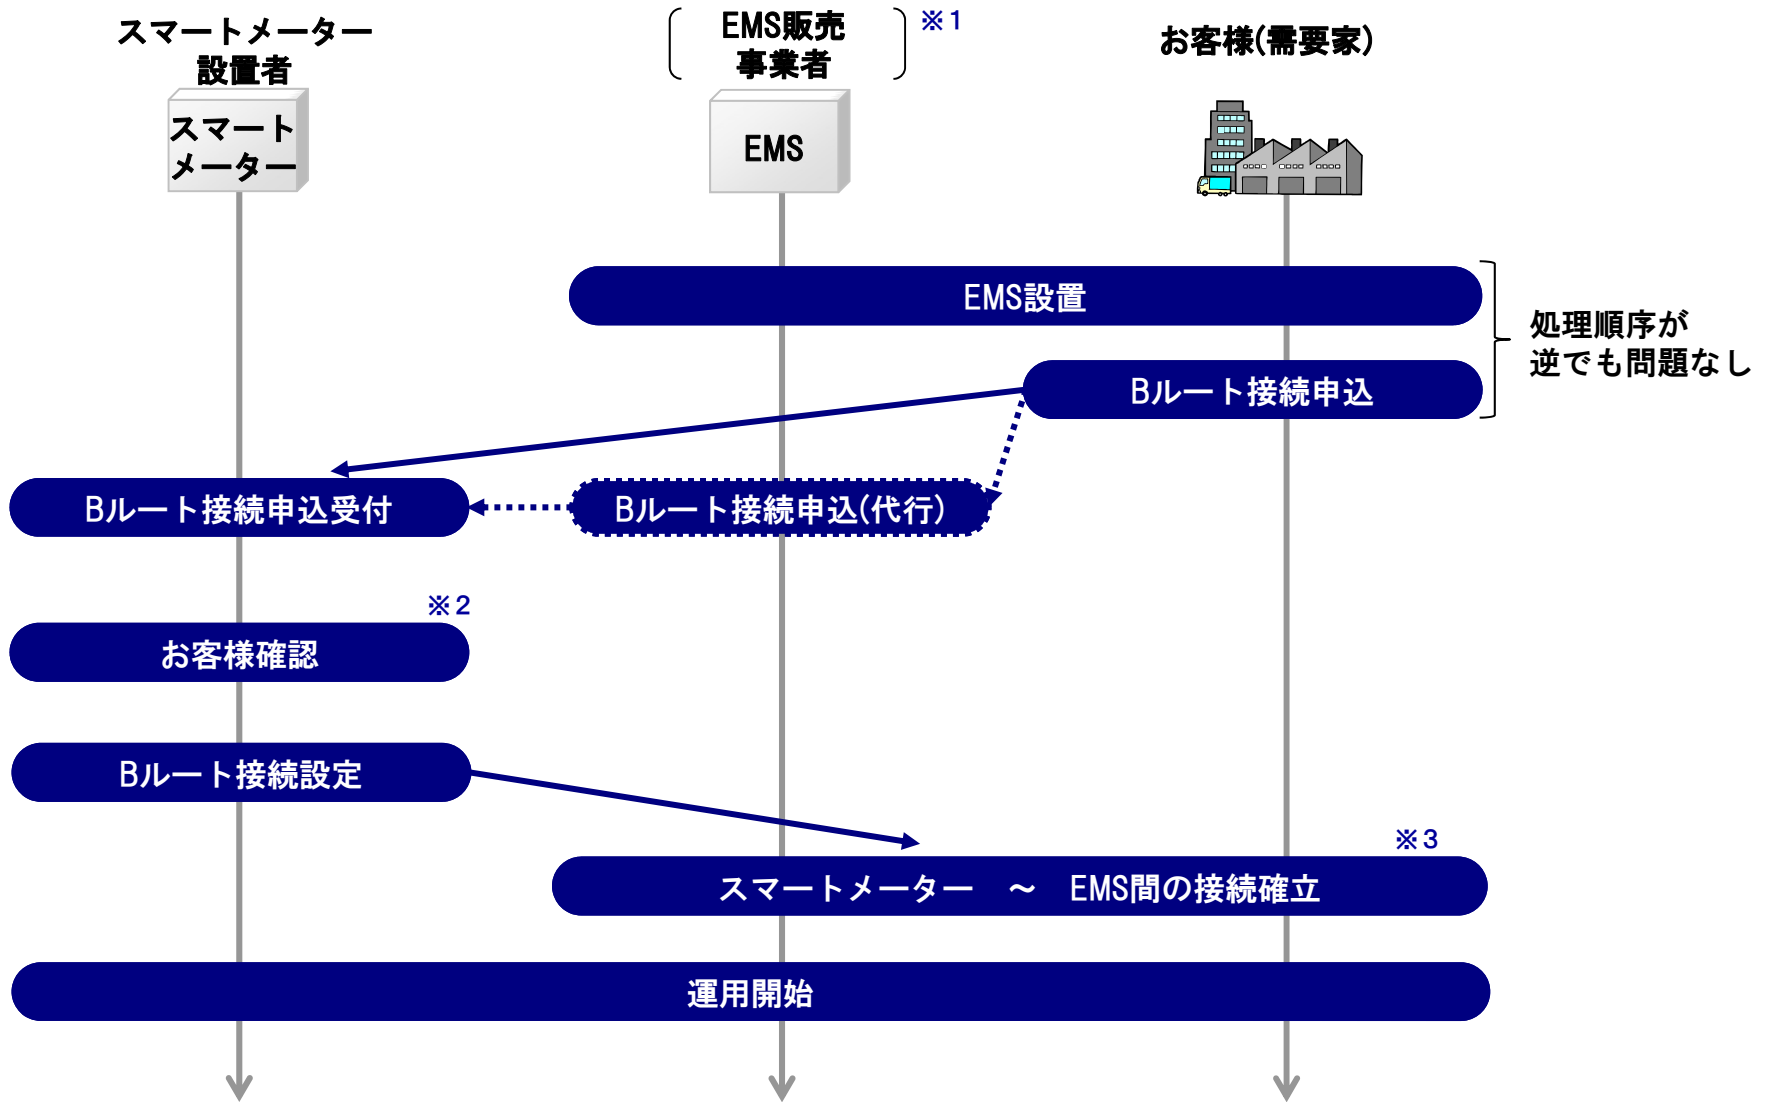 スマートメーター
設置者
EMS販売
事業者
※1
お客様(需要家)
スマート
メーター
EMS
EMS設置
処理順序が
逆でも問題なし
Bルート接続申込
Bルート接続申込受付
Bルート接続申込(代行)
※2
お客様確認
Bルート接続設定
※3
スマートメーター　～　EMS間の接続確立
運用開始